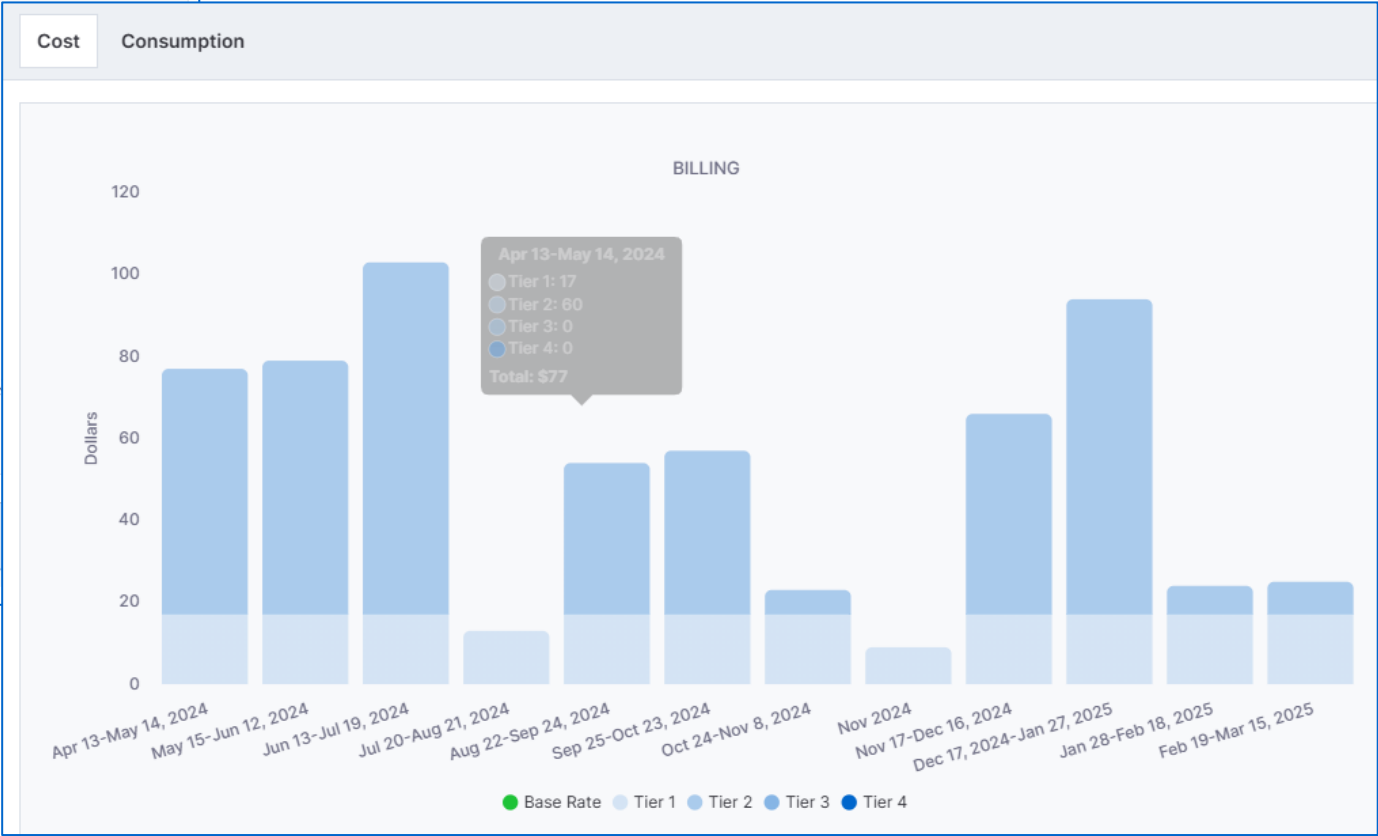 Cost Consumption
BILLING
120
100
80
60
40
20
0
Dollars
Apr 13-May 14, 2024
Tier 1: 17
Tier 2: 60
Tier 3: 0
Tier 4: 0
Total: $77
Apr 13-May 14, 2024
May 15-Jun 12, 2024
Jun 13-Jul 19, 2024
Jul 20-Aug 21, 2024
Aug 22-Sep 24, 2024
Sep 25-Oct 23, 2024
Oct 24-Nov 8, 2024
Nov 2024
Nov 17-Dec 16, 2024
Dec 17, 2024-Jan 27, 2025
Jan 28-Feb 18, 2025
Feb 19-Mar 15, 2025
Base Rate Tier 1 Tier 2 Tier 3 Tier 4